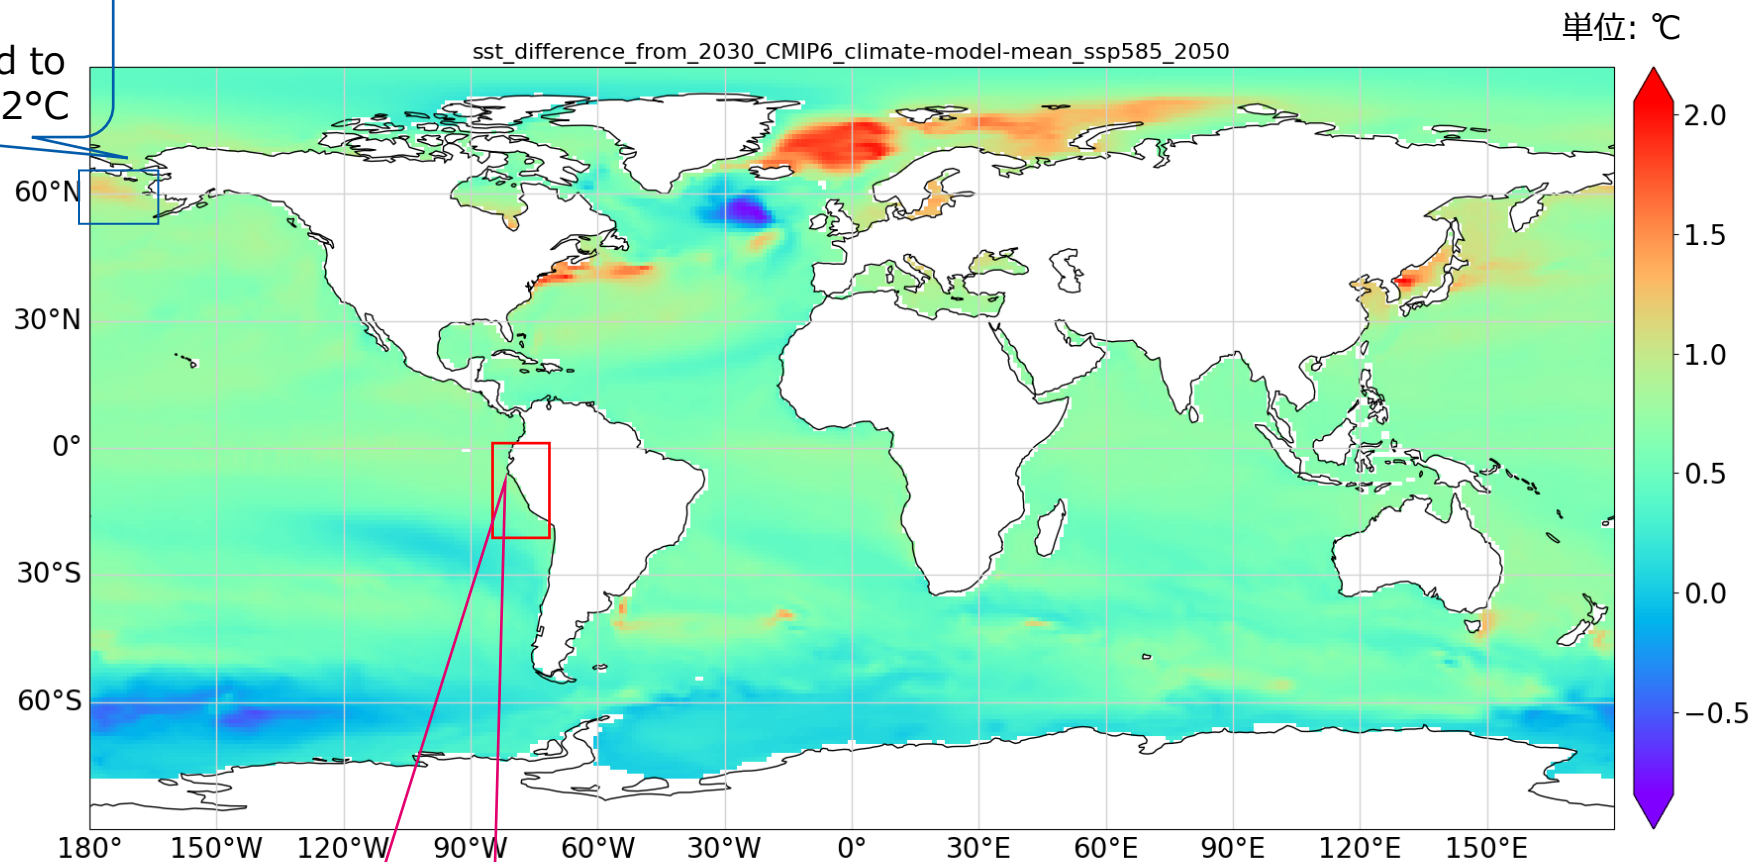 単位: ℃
d to
2°C
sst_difference_from_2030_CMIP6_climate-model-mean_ssp585_2050
60°N
30°N
0°
30°S
60°S
180°
150°W
120°W
90°W
60°W
30°W
0°
30°E
60°E
90°E
120°E
150°E
2.0
1.5
1.0
0.5
0.0
−0.5